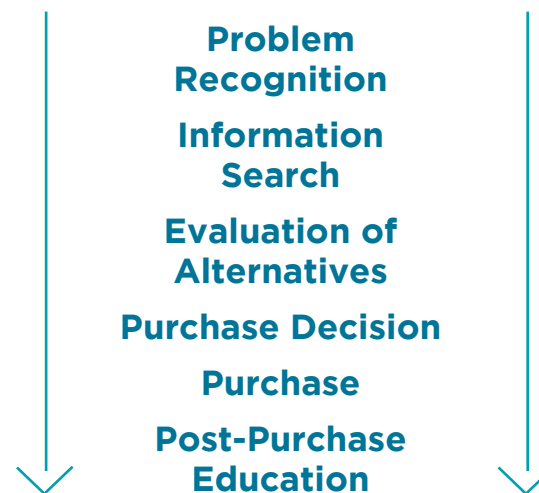 Problem
Recognition
Information
Search
Evaluation of
Alternatives
Purchase Decision
Purchase
Post-Purchase
Education